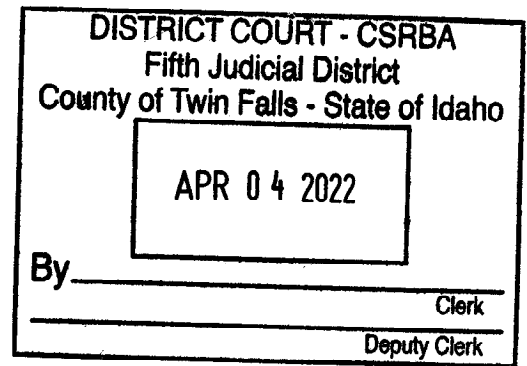 DISTRICT COURT - CSRBA
Fifth Judicial District
County of Twin Falls - State of Idaho
APR 04 2022
By
Clerk
Deputy Clerk